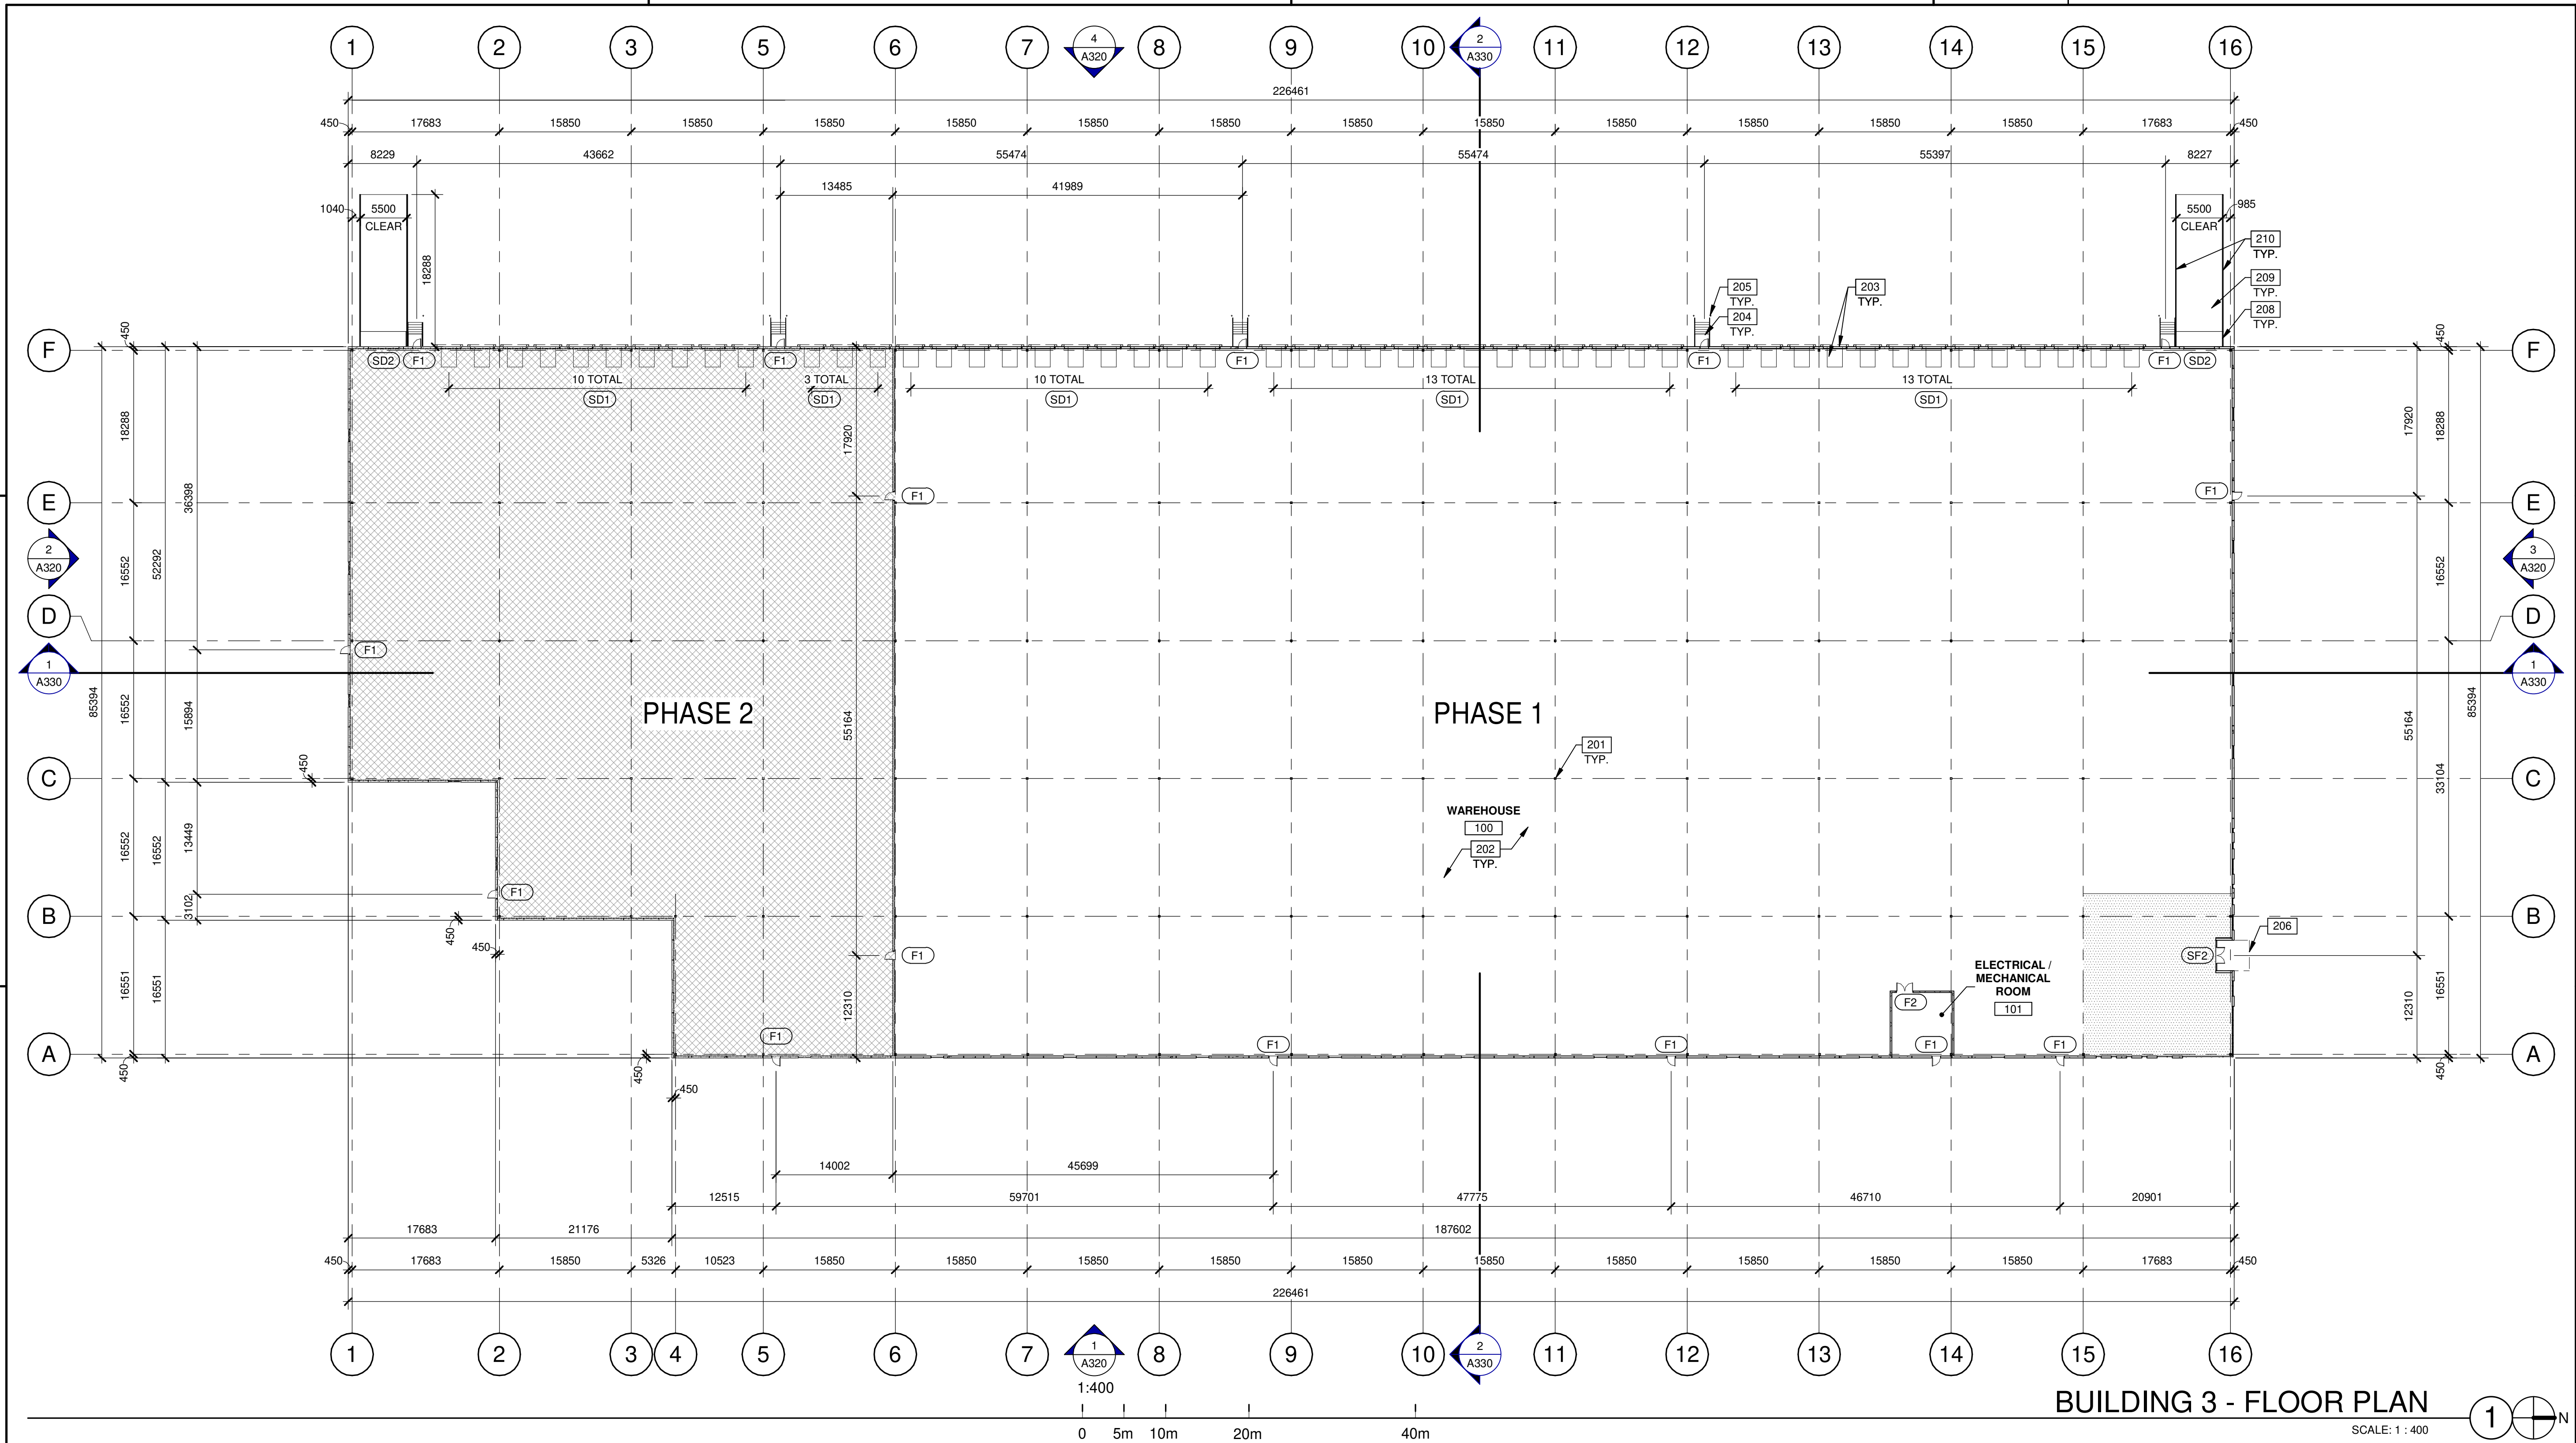 1 2 3 5 6 7 8 9 10 11 12 13 14 15 16
4
A320
2
A330
226461
450 17683 15850 15850 15850 15850 15850 15850 15850 15850 15850 15850 15850 15850 17683 450
8229 43662 55474 55474 55397 8227
13485 41989
1040 5500
CLEAR
18288
5500
CLEAR
985
210
TYP.
209
TYP.
208
TYP.
205
TYP.
204
TYP.
203
TYP.
F
450
450
F
SD2 F1 F1 F1 F1 F1 SD2
10 TOTAL
SD1
3 TOTAL
SD1
10 TOTAL
SD1
13 TOTAL
SD1
13 TOTAL
SD1
18288
17920
17920
18288
36398
E
F1
F1
E
2
A320
16552
52292
16552
3
A320
D
D
F1
1
A330
1
A330
85394
16552
15894
PHASE 2
55164
PHASE 1
55164
85394
201
TYP.
450
C
33104
C
WAREHOUSE
100
202
TYP.
16552
16552
13449
3102
F1
B
B
450
450
206
F1
SF2
16551
16551
12310
ELECTRICAL /
MECHANICAL
ROOM
101
F2
12310
16551
F1
F1
F1
F1
F1
A
A
450
450
450
450
14002 45699
12515 59701 47775 46710 20901
17683 21176 187602
450 17683 15850 5326 10523 15850 15850 15850 15850 15850 15850 15850 15850 15850 15850 17683 450
226461
1 2 3 4 5 6 7 8 9 10 11 12 13 14 15 16
1
A320
2
A330
1:400
0 5m 10m 20m 40m
BUILDING 3 - FLOOR PLAN
SCALE: 1 : 400
1
N